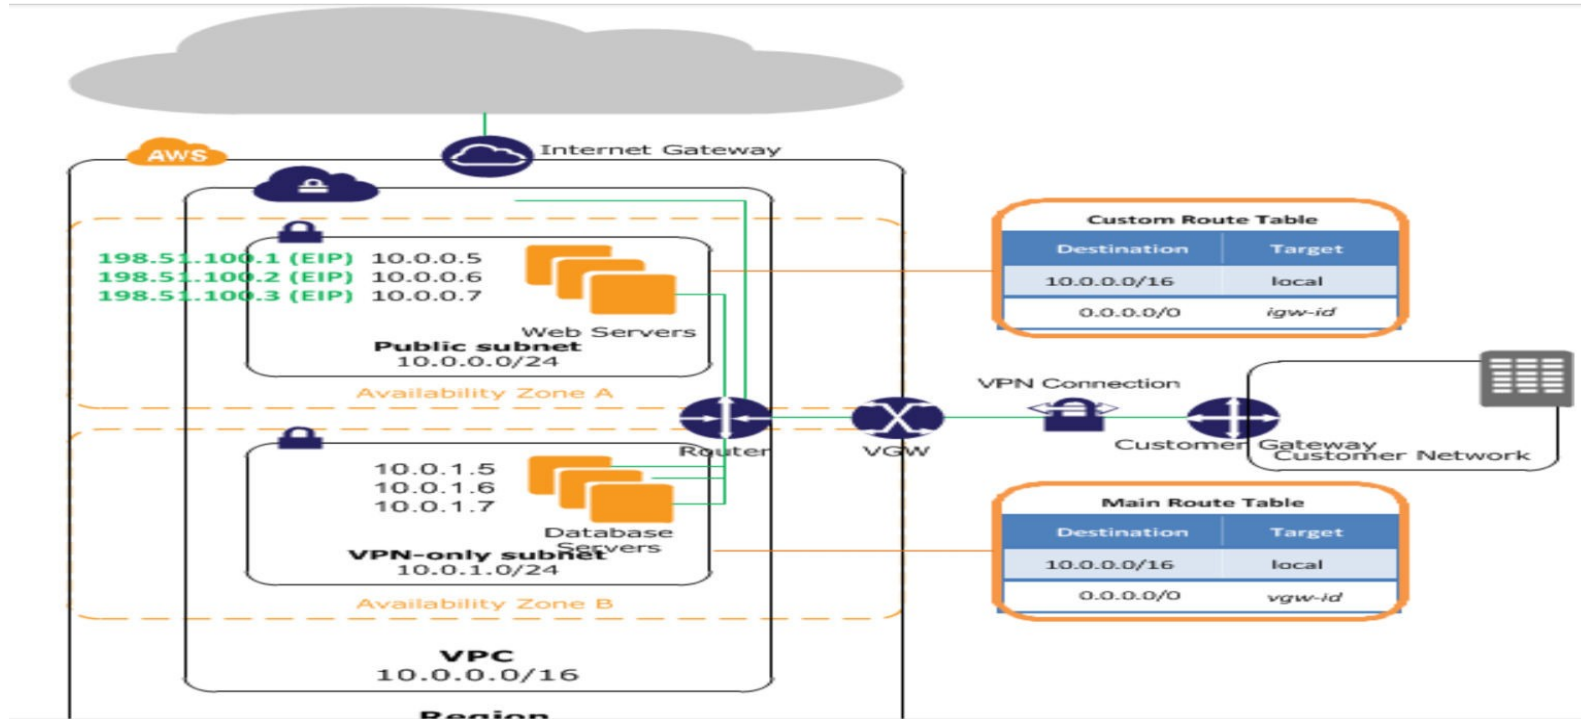 AWS
Internet Gateway
198.51.100.1 (EIP) 10.0.0.5
198.51.100.2 (EIP) 10.0.0.6
198.51.100.3 (EIP) 10.0.0.7
Web Servers
Public subnet
10.0.0.0/24
Availability Zone A
Custom Route Table
Destination Target
10.0.0.0/16 local
0.0.0.0/0 igw-id
Router
VGW
VPN Connection
Customer Gateway
Customer Network
10.0.1.5
10.0.1.6
10.0.1.7
Database
Servers
VPN-only subnet
10.0.1.0/24
Availability Zone B
Main Route Table
Destination Target
10.0.0.0/16 local
0.0.0.0/0 vgw-id
VPC
10.0.0.0/16
Region